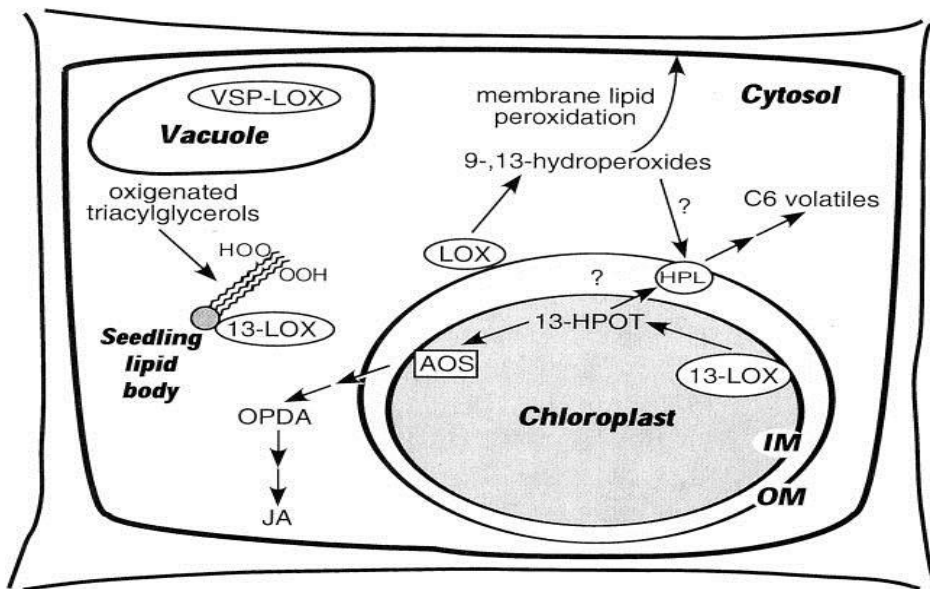 VSP-LOX
Vacuole
membrane lipid
peroxidation
Cytosol
9-,13-hydroperoxides
oxigenated
triacylglycerols
?
C6 volatiles
HOO
OOH
LOX
?
HPL
13-LOX
13-HPOT
Seedling
lipid
body
AOS
13-LOX
OPDA
Chloroplast
IM
OM
JA